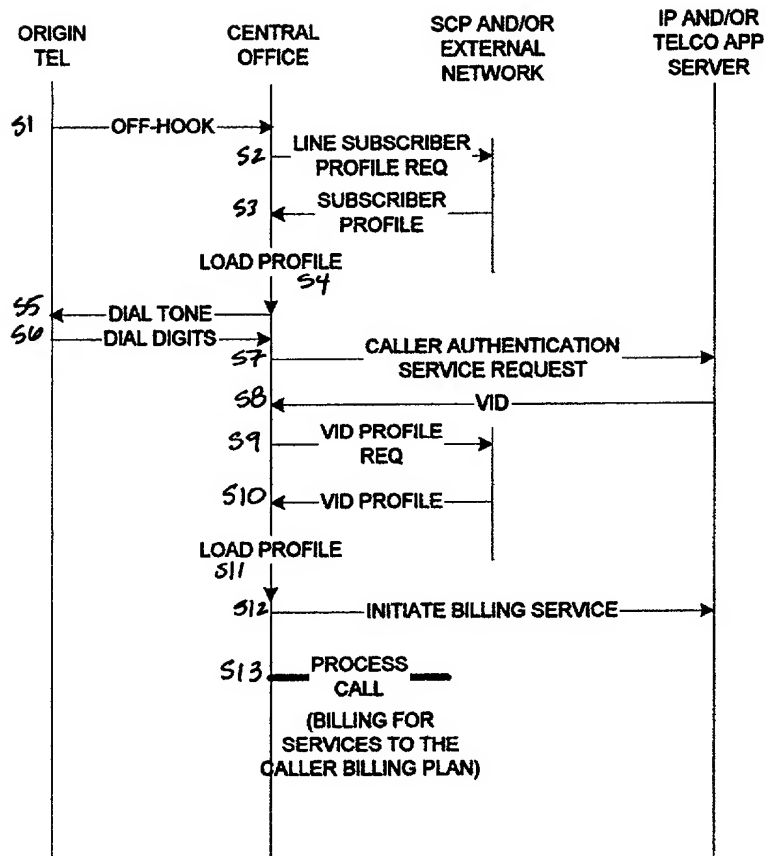 ORIGIN
TEL
CENTRAL
OFFICE
SCP AND/OR
EXTERNAL
NETWORK
IP AND/OR
TELCO APP
SERVER
S1
OFF-HOOK
S2
LINE SUBSCRIBER
PROFILE REQ
S3
SUBSCRIBER
PROFILE
LOAD PROFILE
S4
S5
DIAL TONE
S6
DIAL DIGITS
S7
CALLER AUTHENTICATION
SERVICE REQUEST
S8
VID
S9
VID PROFILE
REQ
S10
VID PROFILE
LOAD PROFILE
S11
S12
INITIATE BILLING SERVICE
S13
PROCESS
CALL
(BILLING FOR
SERVICES TO THE
CALLER BILLING PLAN)